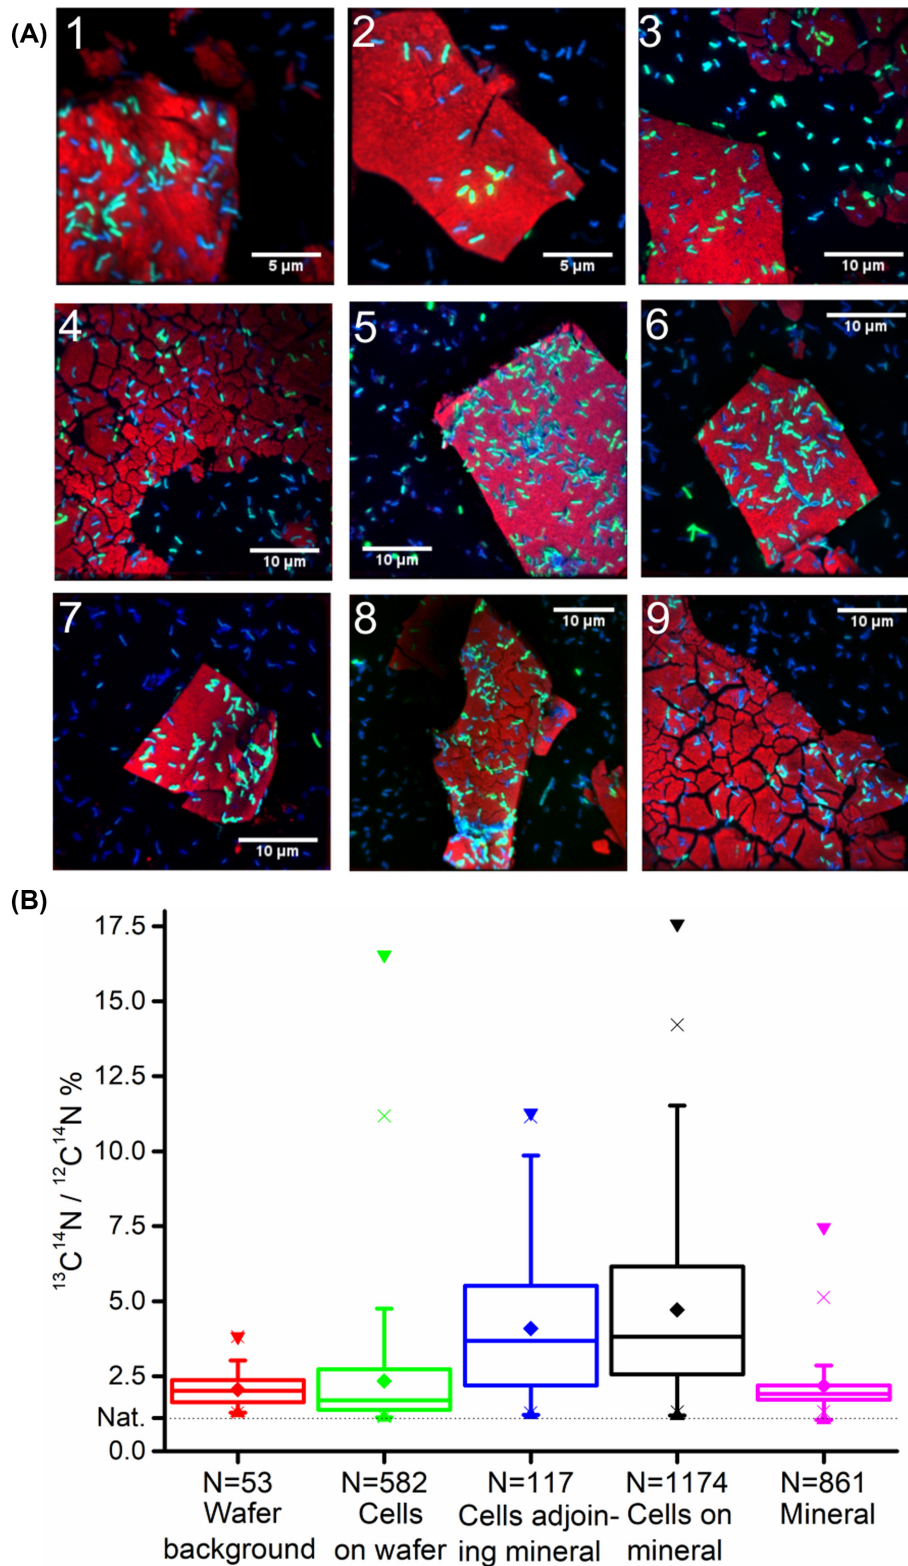 (A)
1
2
3
5 µm
5 µm
10 µm
4
5
6
10 µm
10 µm
10 µm
7
8
9
10 µm
10 µm
10 µm
(B)
17.5
15.0
12.5
10.0
7.5
5.0
2.5
Nat.
0.0
¹³C¹⁴N / ¹²C¹⁴N %
N=53
Wafer
background
N=582
Cells
on wafer
N=117
Cells adjoin-
ing mineral
N=1174
Cells on
mineral
N=861
Mineral